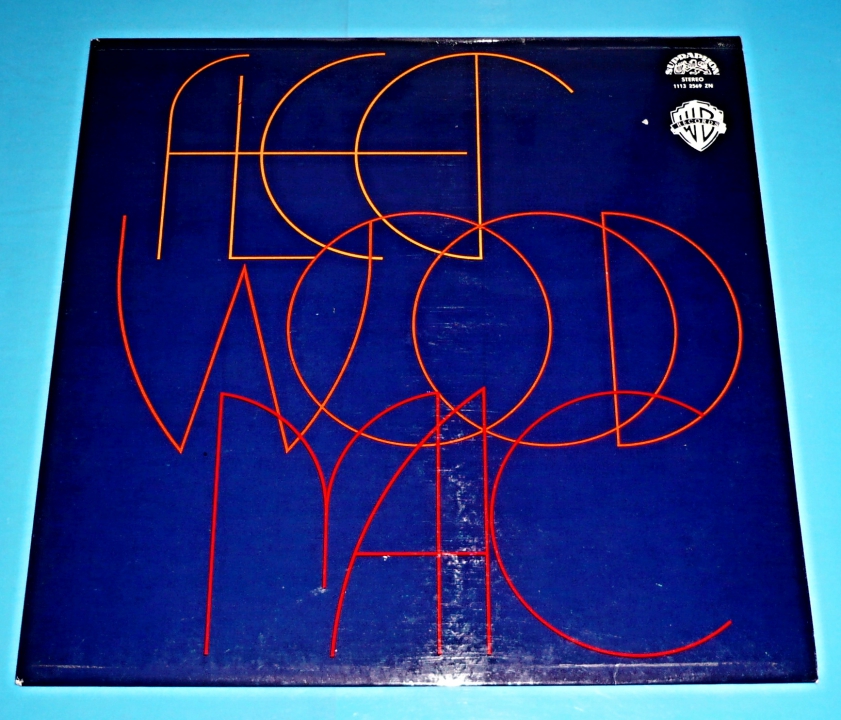 FLEET
WOOD
MAC
SUPRAPHON
STEREO
1113 2569 ZN
WB
RECORDS